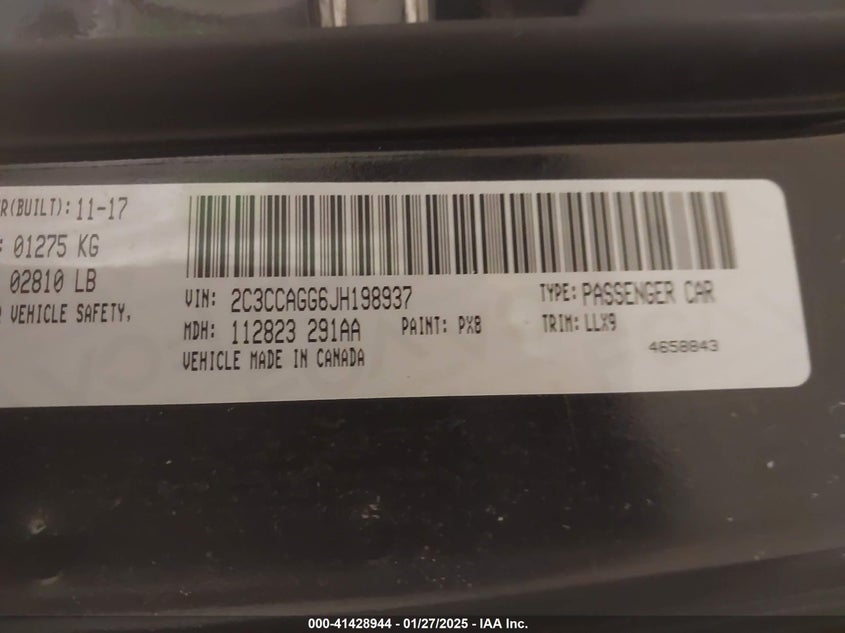 R(BUILT): 11-17
: 01275 KG
02810 LB
VEHICLE SAFETY,
VIN: 2C3CCAGG6JH198937
TYPE: PASSENGER CAR
MDH: 112823 291AA
PAINT: PX8
TRIM: LLX9
VEHICLE MADE IN CANADA
4658843
000-41428944 - 01/27/2025 - IAA Inc.